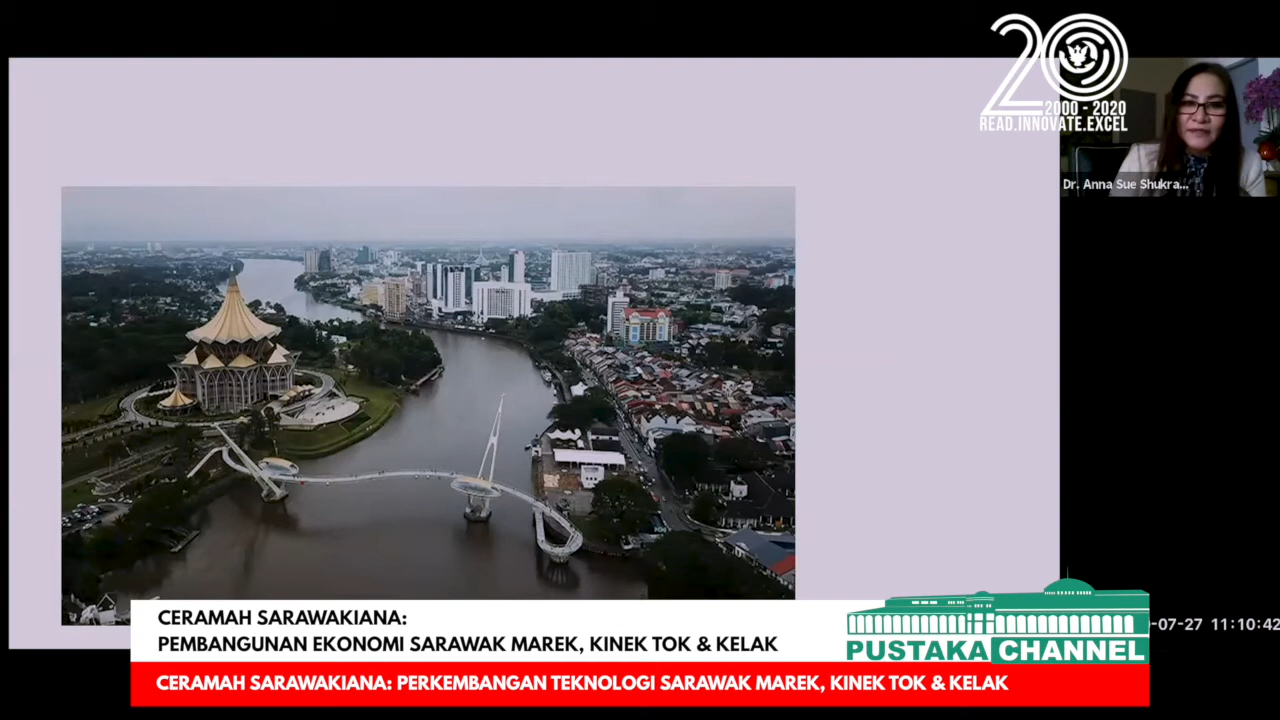 20
2000 - 2020
READ.INNOVATE.EXCEL
Dr. Anna Sue Shukra...
CERAMAH SARAWAKIANA:
PEMBANGUNAN EKONOMI SARAWAK MAREK, KINEK TOK & KELAK
PUSTAKA CHANNEL
-07-27 11:10:42
CERAMAH SARAWAKIANA: PERKEMBANGAN TEKNOLOGI SARAWAK MAREK, KINEK TOK & KELAK